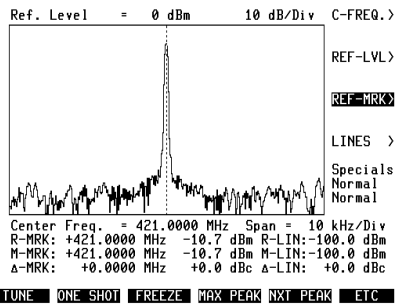 Ref. Level = 0 dBm 10 dB/Div C-FREQ.>
REF-LVL>
REF-MRK>
LINES >
Specials
Normal
Normal
Center Freq. = 421.0000 MHz Span = 10 kHz/Div
R-MRK: +421.0000 MHz -10.7 dBm R-LIN:-100.0 dBm
M-MRK: +421.0000 MHz -10.7 dBm M-LIN:-100.0 dBm
Δ-MRK: +0.0000 MHz +0.0 dBc Δ-LIN: +0.0 dBc
TUNE ONE SHOT FREEZE MAX PEAK NXT PEAK ETC